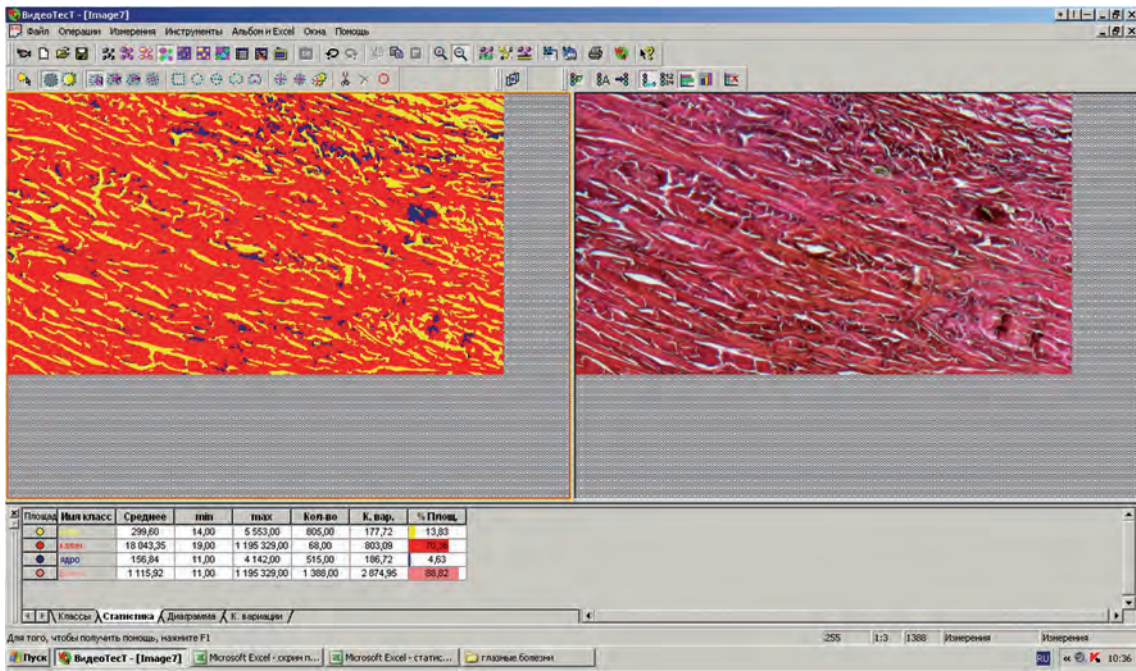 ВидеоТесТ - [Image7]
Файл Операции Измерения Инструменты Альбом и Excel Окна Помощь
Площад Имя класс Среднее min max Кол-во К. вар. % Площ.
299,60 14,00 5 553,00 805,00 177,72 13,83
18 043,35 19,00 1 195 329,00 68,00 803,09 70,36
ядро 156,84 11,00 4 142,00 515,00 186,72 4,63
1 115,92 11,00 1 195 329,00 1 388,00 2 874,95 88,82
Классы Статистика Диаграмма К. вариации
Для того, чтобы получить помощь, нажмите F1 255 1:3 1388 Измерения Измерения
Пуск ВидеоТесТ - [Image7] Microsoft Excel - скрин п... Microsoft Excel - статис... глазные болезни RU 10:36